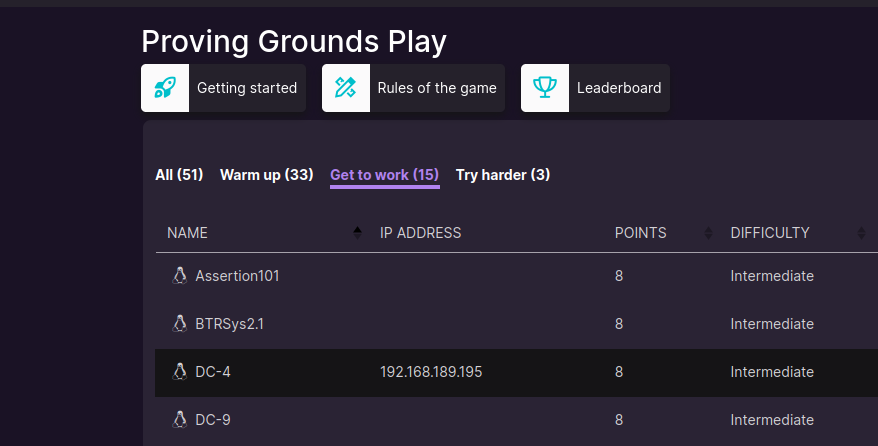 Proving Grounds Play
Getting started Rules of the game Leaderboard
All (51) Warm up (33) Get to work (15) Try harder (3)
NAME IP ADDRESS POINTS DIFFICULTY
Assertion101 8 Intermediate
BTRSys2.1 8 Intermediate
DC-4 192.168.189.195 8 Intermediate
DC-9 8 Intermediate